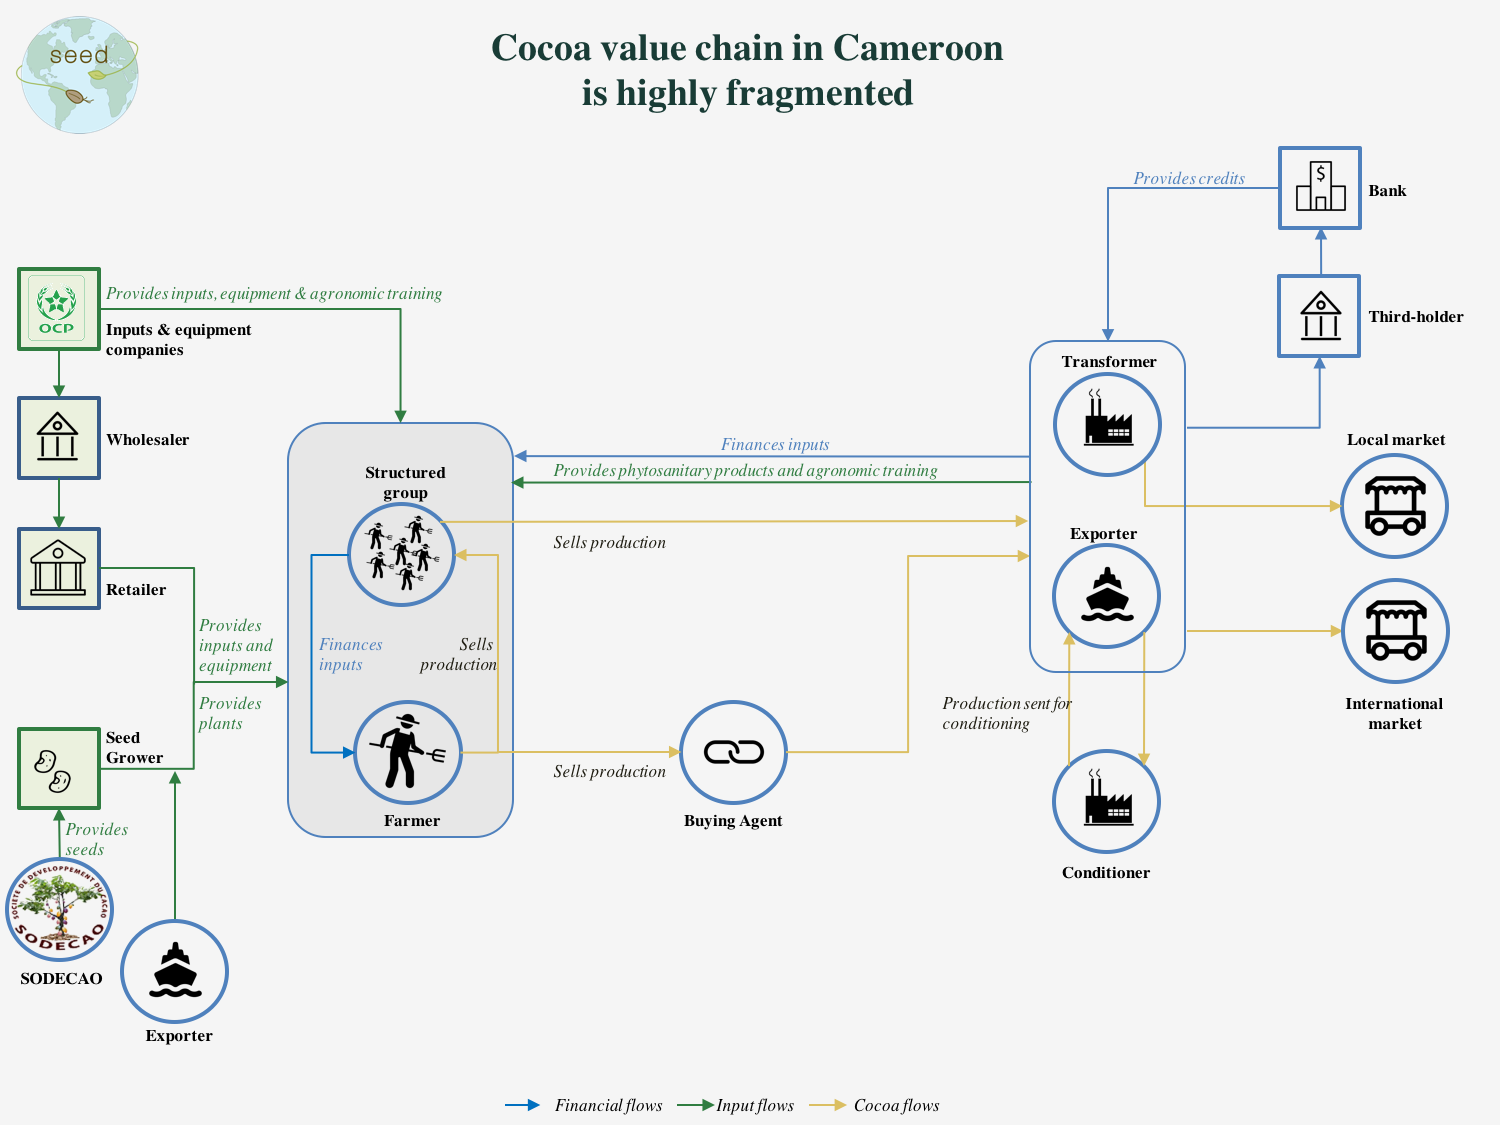 seed
Cocoa value chain in Cameroon
is highly fragmented
Provides credits
$
Bank
Third-holder
OCP
Provides inputs, equipment & agronomic training
Inputs & equipment
companies
Wholesaler
Retailer
Provides
inputs and
equipment
Provides
plants
Seed
Grower
Provides
seeds
SOCIETE DE DEVELOPPEMENT DU CACAO
SODECAO
SODECAO
Exporter
Structured
group
Finances
inputs
Sells
production
Farmer
Finances inputs
Provides phytosanitary products and agronomic training
Sells production
Sells production
Buying Agent
Transformer
Exporter
Production sent for
conditioning
Conditioner
Local market
International
market
Financial flows
Input flows
Cocoa flows